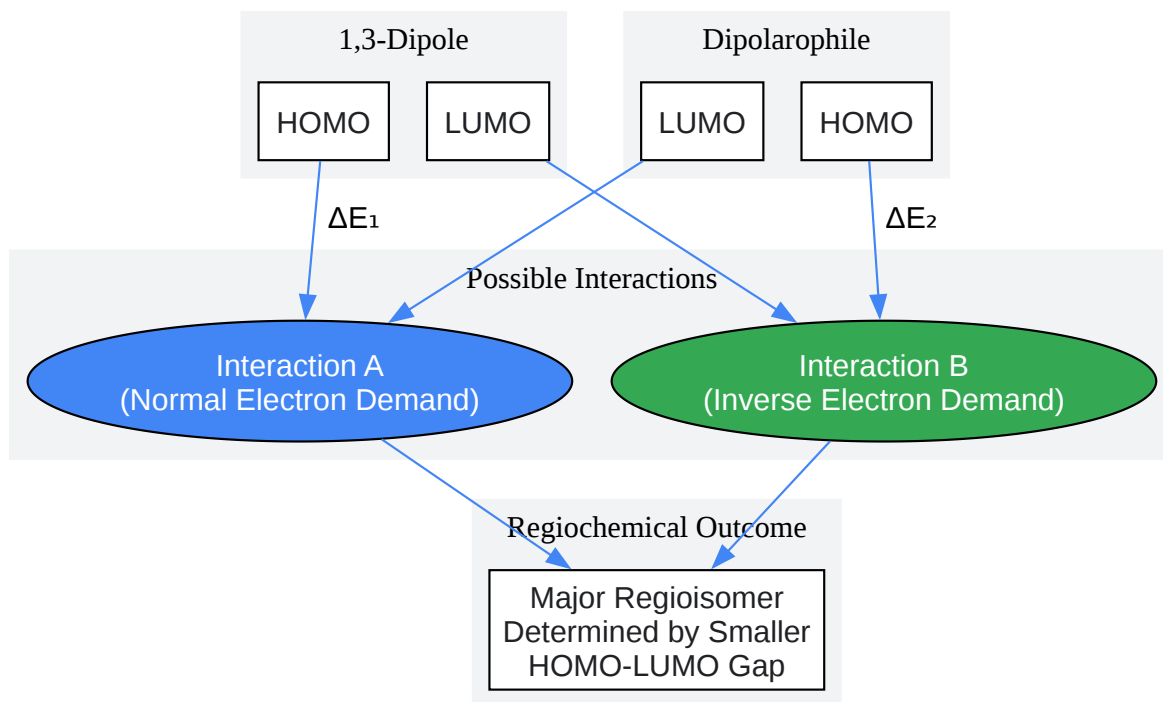 1,3-Dipole
Dipolarophile
HOMO
LUMO
LUMO
HOMO
ΔE₁
ΔE₂
Possible Interactions
Interaction A
(Normal Electron Demand)
Interaction B
(Inverse Electron Demand)
Regiochemical Outcome
Major Regioisomer
Determined by Smaller
HOMO-LUMO Gap